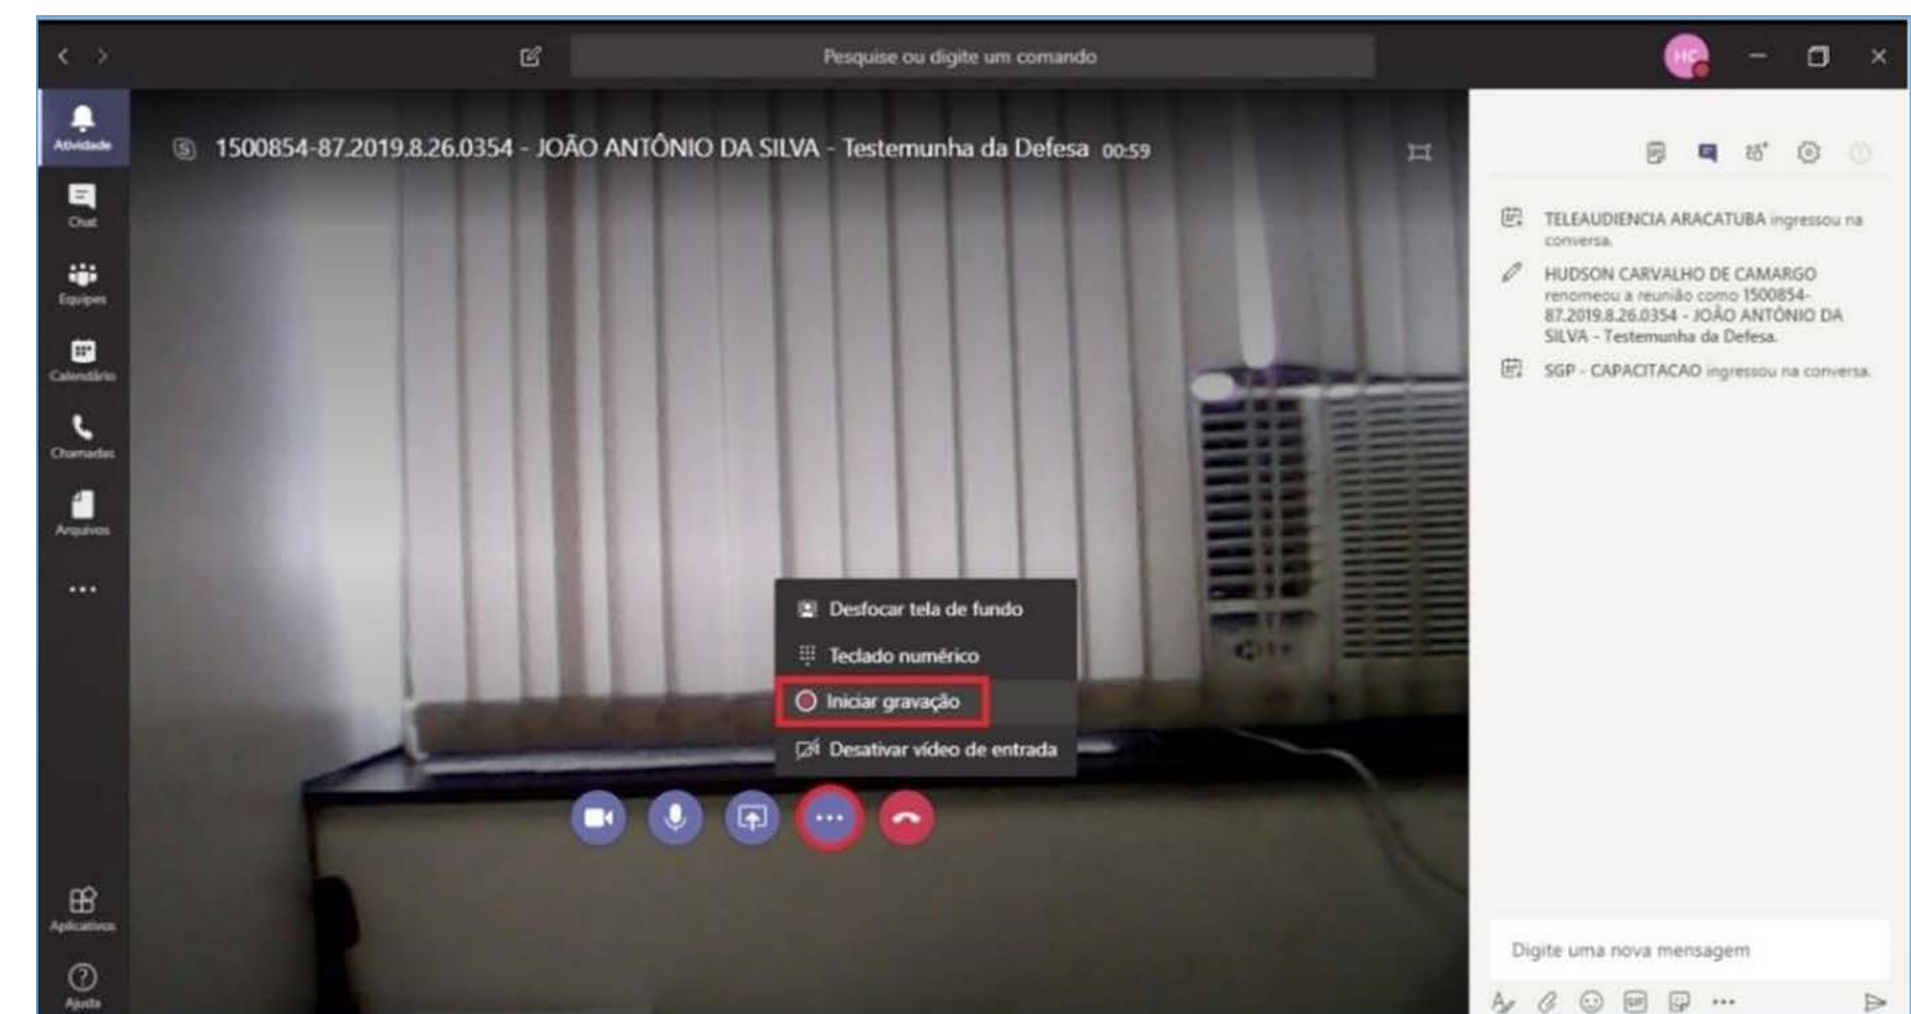 Pesquise ou digite um comando
HC
Atividade
Chat
Equipes
Calendário
Chamadas
Arquivos
Aplicativos
Ajuda
1500854-87.2019.8.26.0354 - JOÃO ANTÔNIO DA SILVA - Testemunha da Defesa 00:59
Desfocar tela de fundo
Teclado numérico
Iniciar gravação
Desativar vídeo de entrada
TELEAUDIENCIA ARACATUBA ingressou na
conversa.
HUDSON CARVALHO DE CAMARGO
renomeou a reunião como 1500854-
87.2019.8.26.0354 - JOÃO ANTÔNIO DA
SILVA - Testemunha da Defesa.
SGP - CAPACITACAO ingressou na conversa.
Digite uma nova mensagem
GIF